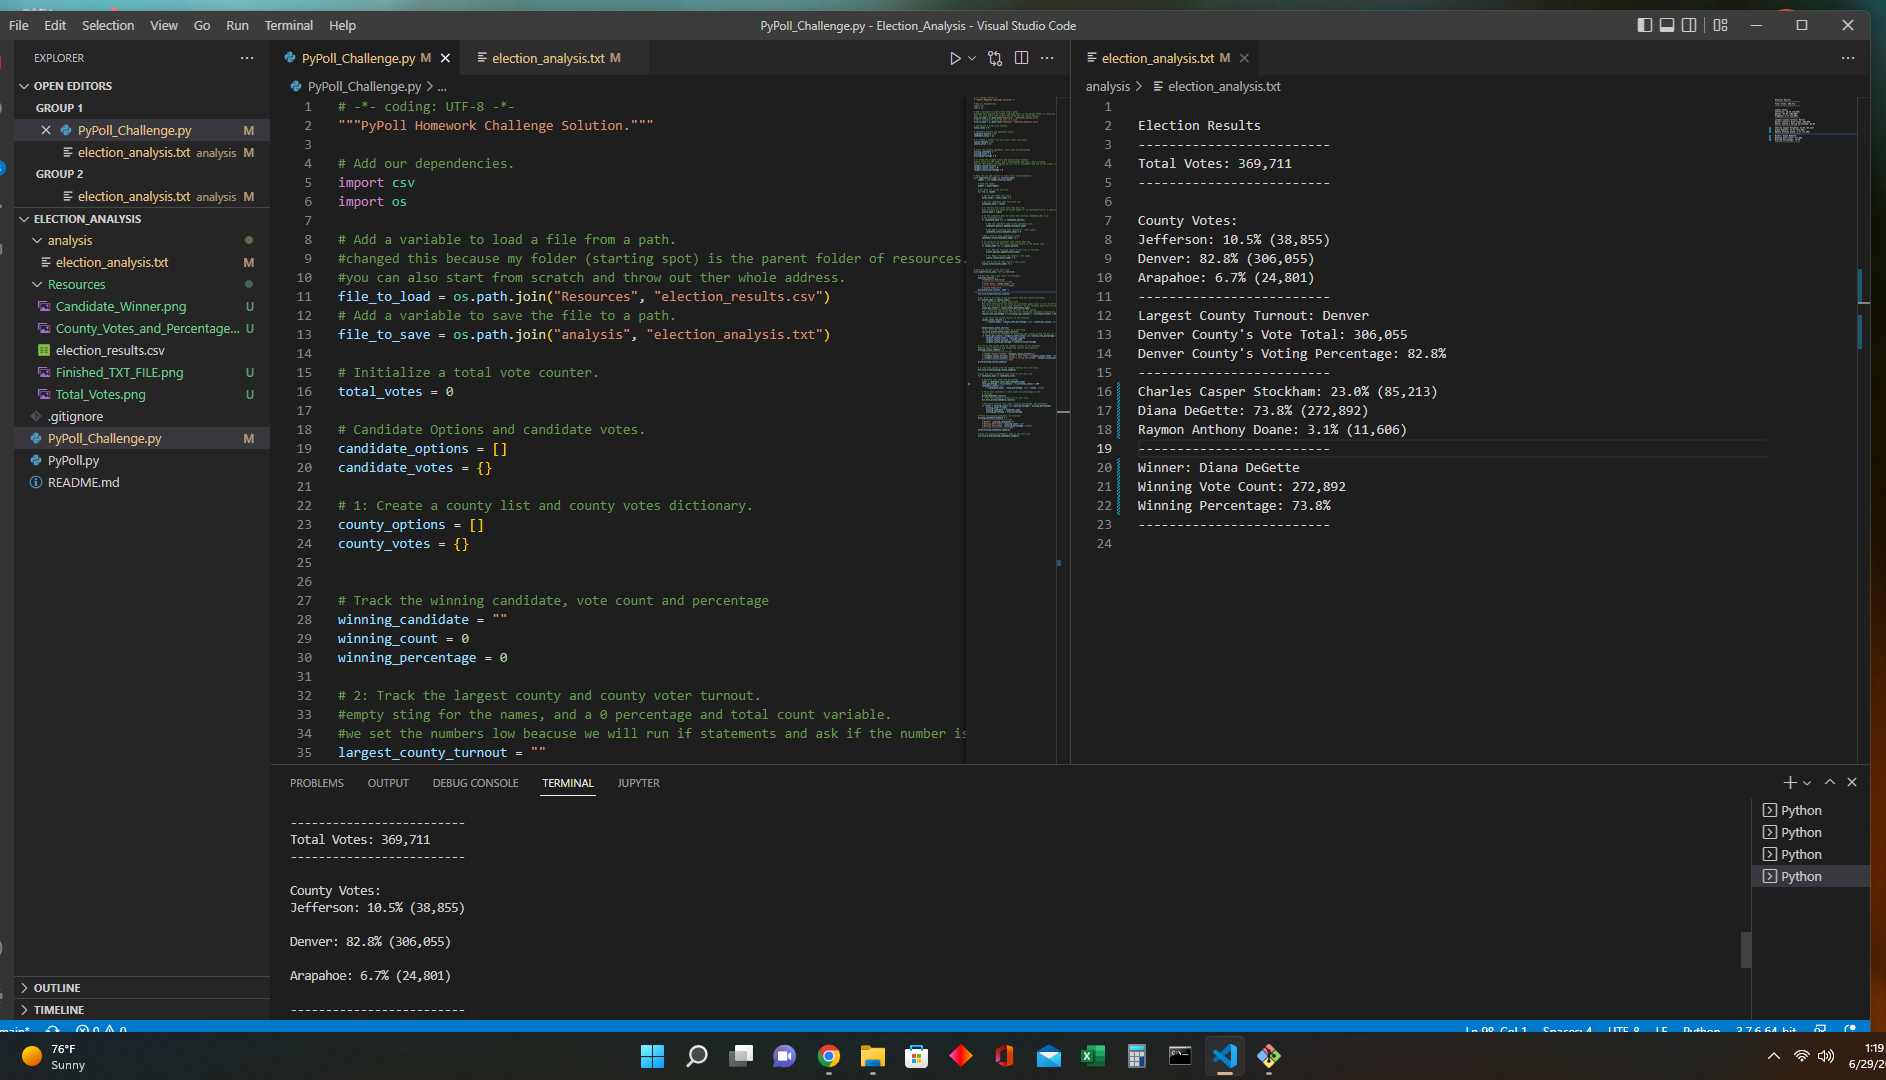 File Edit Selection View Go Run Terminal Help
PyPoll_Challenge.py - Election_Analysis - Visual Studio Code
EXPLORER
OPEN EDITORS
GROUP 1
PyPoll_Challenge.py M
election_analysis.txt analysis M
GROUP 2
election_analysis.txt analysis M
ELECTION_ANALYSIS
analysis
election_analysis.txt M
Resources
Candidate_Winner.png U
County_Votes_and_Percentage... U
election_results.csv
Finished_TXT_FILE.png U
Total_Votes.png U
.gitignore
PyPoll_Challenge.py M
PyPoll.py
README.md
OUTLINE
TIMELINE
PyPoll_Challenge.py M
election_analysis.txt M
PyPoll_Challenge.py > ...
1 # -*- coding: UTF-8 -*-
2 """PyPoll Homework Challenge Solution."""
3
4 # Add our dependencies.
5 import csv
6 import os
7
8 # Add a variable to load a file from a path.
9 #changed this because my folder (starting spot) is the parent folder of resources.
10 #you can also start from scratch and throw out ther whole address.
11 file_to_load = os.path.join("Resources", "election_results.csv")
12 # Add a variable to save the file to a path.
13 file_to_save = os.path.join("analysis", "election_analysis.txt")
14
15 # Initialize a total vote counter.
16 total_votes = 0
17
18 # Candidate Options and candidate votes.
19 candidate_options = []
20 candidate_votes = {}
21
22 # 1: Create a county list and county votes dictionary.
23 county_options = []
24 county_votes = {}
25
26
27 # Track the winning candidate, vote count and percentage
28 winning_candidate = ""
29 winning_count = 0
30 winning_percentage = 0
31
32 # 2: Track the largest county and county voter turnout.
33 #empty sting for the names, and a 0 percentage and total count variable.
34 #we set the numbers low beacuse we will run if statements and ask if the number is
35 largest_county_turnout = ""
election_analysis.txt M
analysis > election_analysis.txt
1
2 Election Results
3 -------------------------
4 Total Votes: 369,711
5 -------------------------
6
7 County Votes:
8 Jefferson: 10.5% (38,855)
9 Denver: 82.8% (306,055)
10 Arapahoe: 6.7% (24,801)
11 -------------------------
12 Largest County Turnout: Denver
13 Denver County's Vote Total: 306,055
14 Denver County's Voting Percentage: 82.8%
15 -------------------------
16 Charles Casper Stockham: 23.0% (85,213)
17 Diana DeGette: 73.8% (272,892)
18 Raymon Anthony Doane: 3.1% (11,606)
19 -------------------------
20 Winner: Diana DeGette
21 Winning Vote Count: 272,892
22 Winning Percentage: 73.8%
23 -------------------------
24
PROBLEMS OUTPUT DEBUG CONSOLE TERMINAL JUPYTER
-------------------------
Total Votes: 369,711
-------------------------
County Votes:
Jefferson: 10.5% (38,855)
Denver: 82.8% (306,055)
Arapahoe: 6.7% (24,801)
-------------------------
Python
Python
Python
Python
main* 0 0
Ln 98, Col 1 Spaces: 4 UTF-8 LF Python 3.7.6 64-bit
76°F
Sunny
1:19
6/29/2